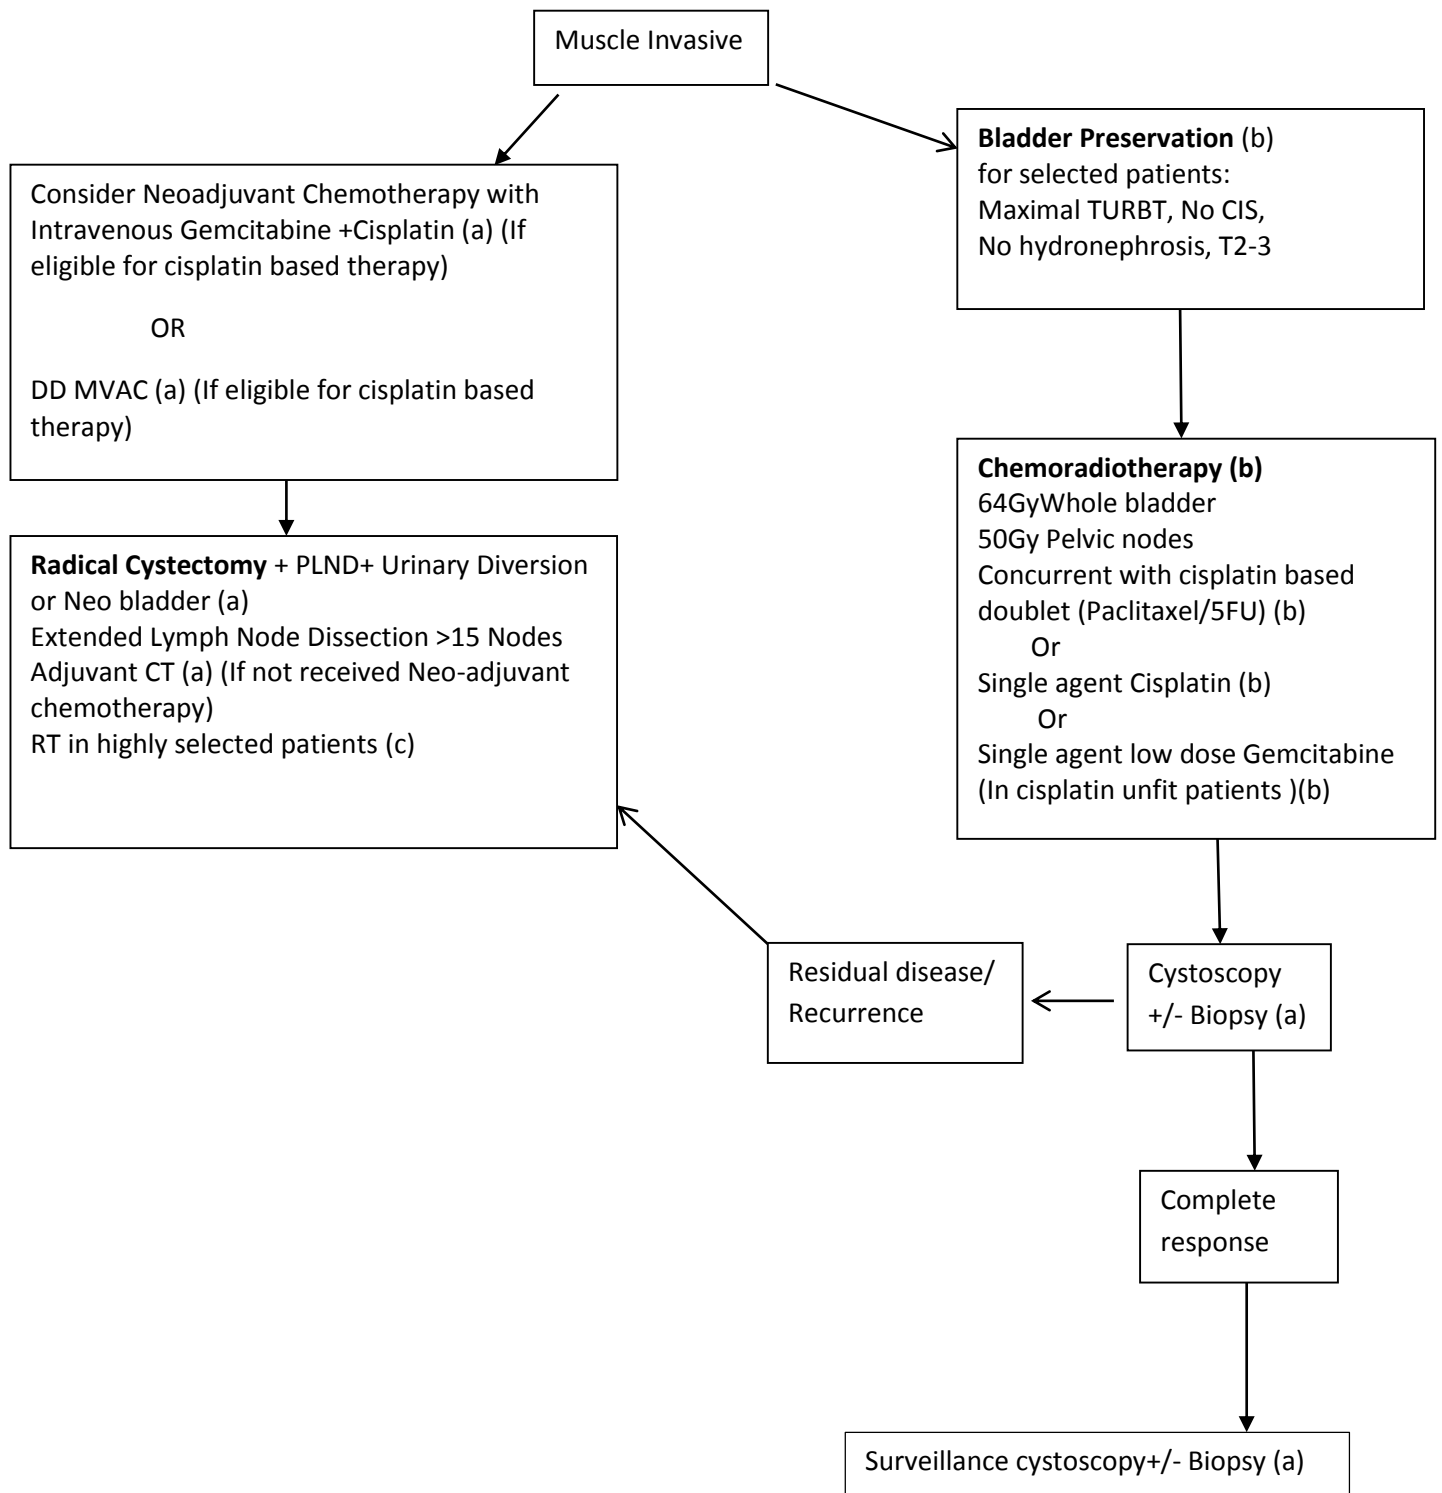 Muscle Invasive
Bladder Preservation (b)
for selected patients:
Maximal TURBT, No CIS,
No hydronephrosis, T2-3
Consider Neoadjuvant Chemotherapy with
Intravenous Gemcitabine +Cisplatin (a) (If
eligible for cisplatin based therapy)
OR
DD MVAC (a) (If eligible for cisplatin based
therapy)
Chemoradiotherapy (b)
64GyWhole bladder
50Gy Pelvic nodes
Concurrent with cisplatin based
doublet (Paclitaxel/5FU) (b)
Or
Single agent Cisplatin (b)
Or
Single agent low dose Gemcitabine
(In cisplatin unfit patients )(b)
Radical Cystectomy + PLND+ Urinary Diversion
or Neo bladder (a)
Extended Lymph Node Dissection >15 Nodes
Adjuvant CT (a) (If not received Neo-adjuvant
chemotherapy)
RT in highly selected patients (c)
Residual disease/
Recurrence
Cystoscopy
+/- Biopsy (a)
Complete
response
Surveillance cystoscopy+/- Biopsy (a)